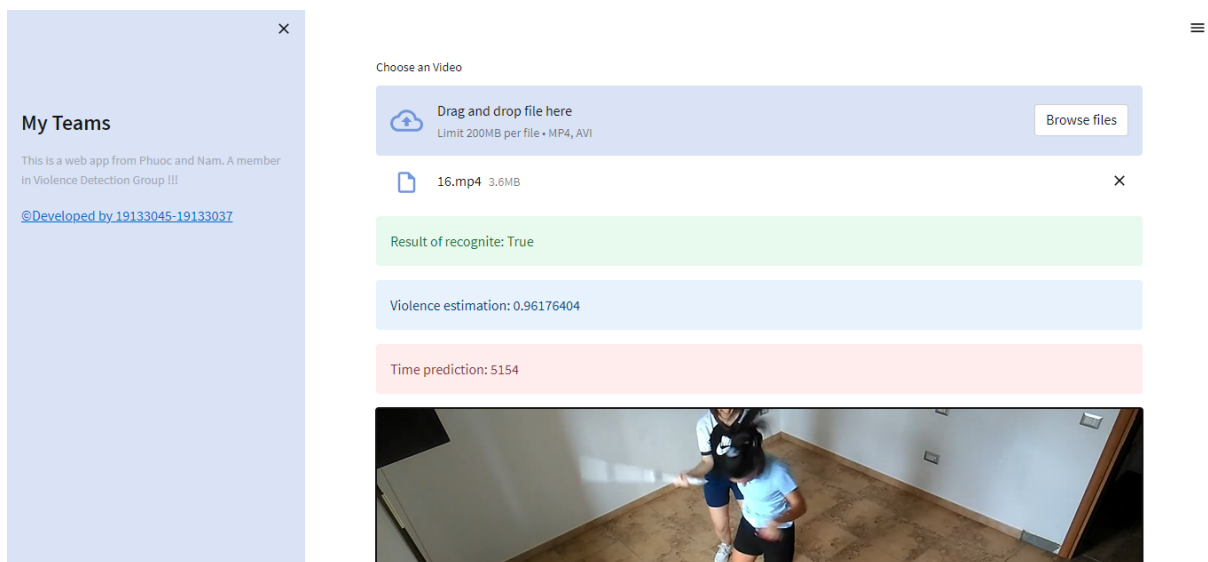 My Teams
This is a web app from Phuoc and Nam. A member
in Violence Detection Group !!!
©Developed by 19133045-19133037
Choose an Video
Drag and drop file here
Limit 200MB per file • MP4, AVI
Browse files
16.mp4 3.6MB
Result of recognite: True
Violence estimation: 0.96176404
Time prediction: 5154